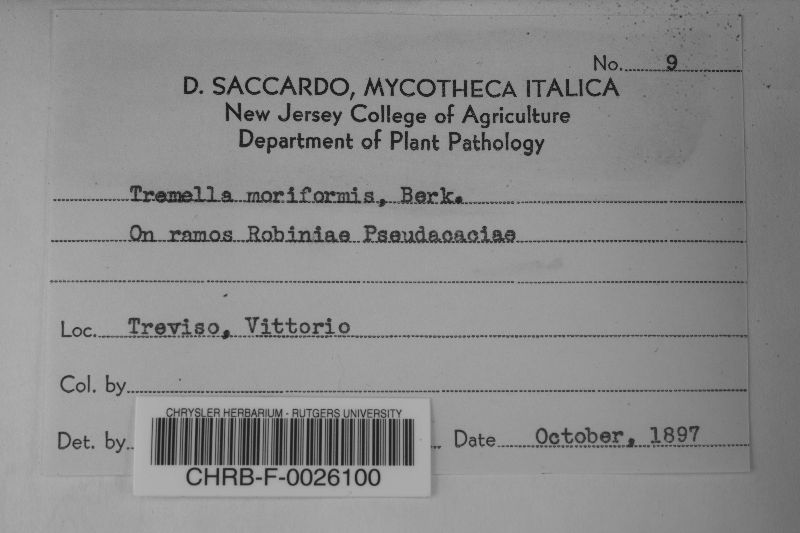 No. 9
D. SACCARDO, MYCOTHECA ITALICA
New Jersey College of Agriculture
Department of Plant Pathology
Tremella moriformis, Berk.
On ramos Robiniae Pseudacaciae
Loc. Treviso, Vittorio
Col. by
Det. by Date October, 1897
CHRYSLER HERBARIUM - RUTGERS UNIVERSITY
CHRB-F-0026100